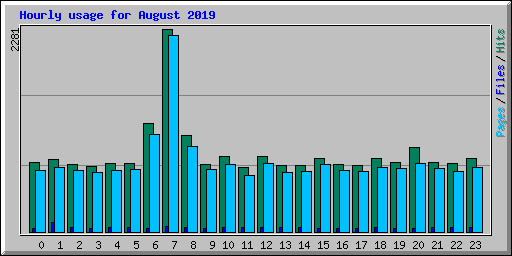 Hourly usage for August 2019
2281
Pages/Files/Hits
0 1 2 3 4 5 6 7 8 9 10 11 12 13 14 15 16 17 18 19 20 21 22 23